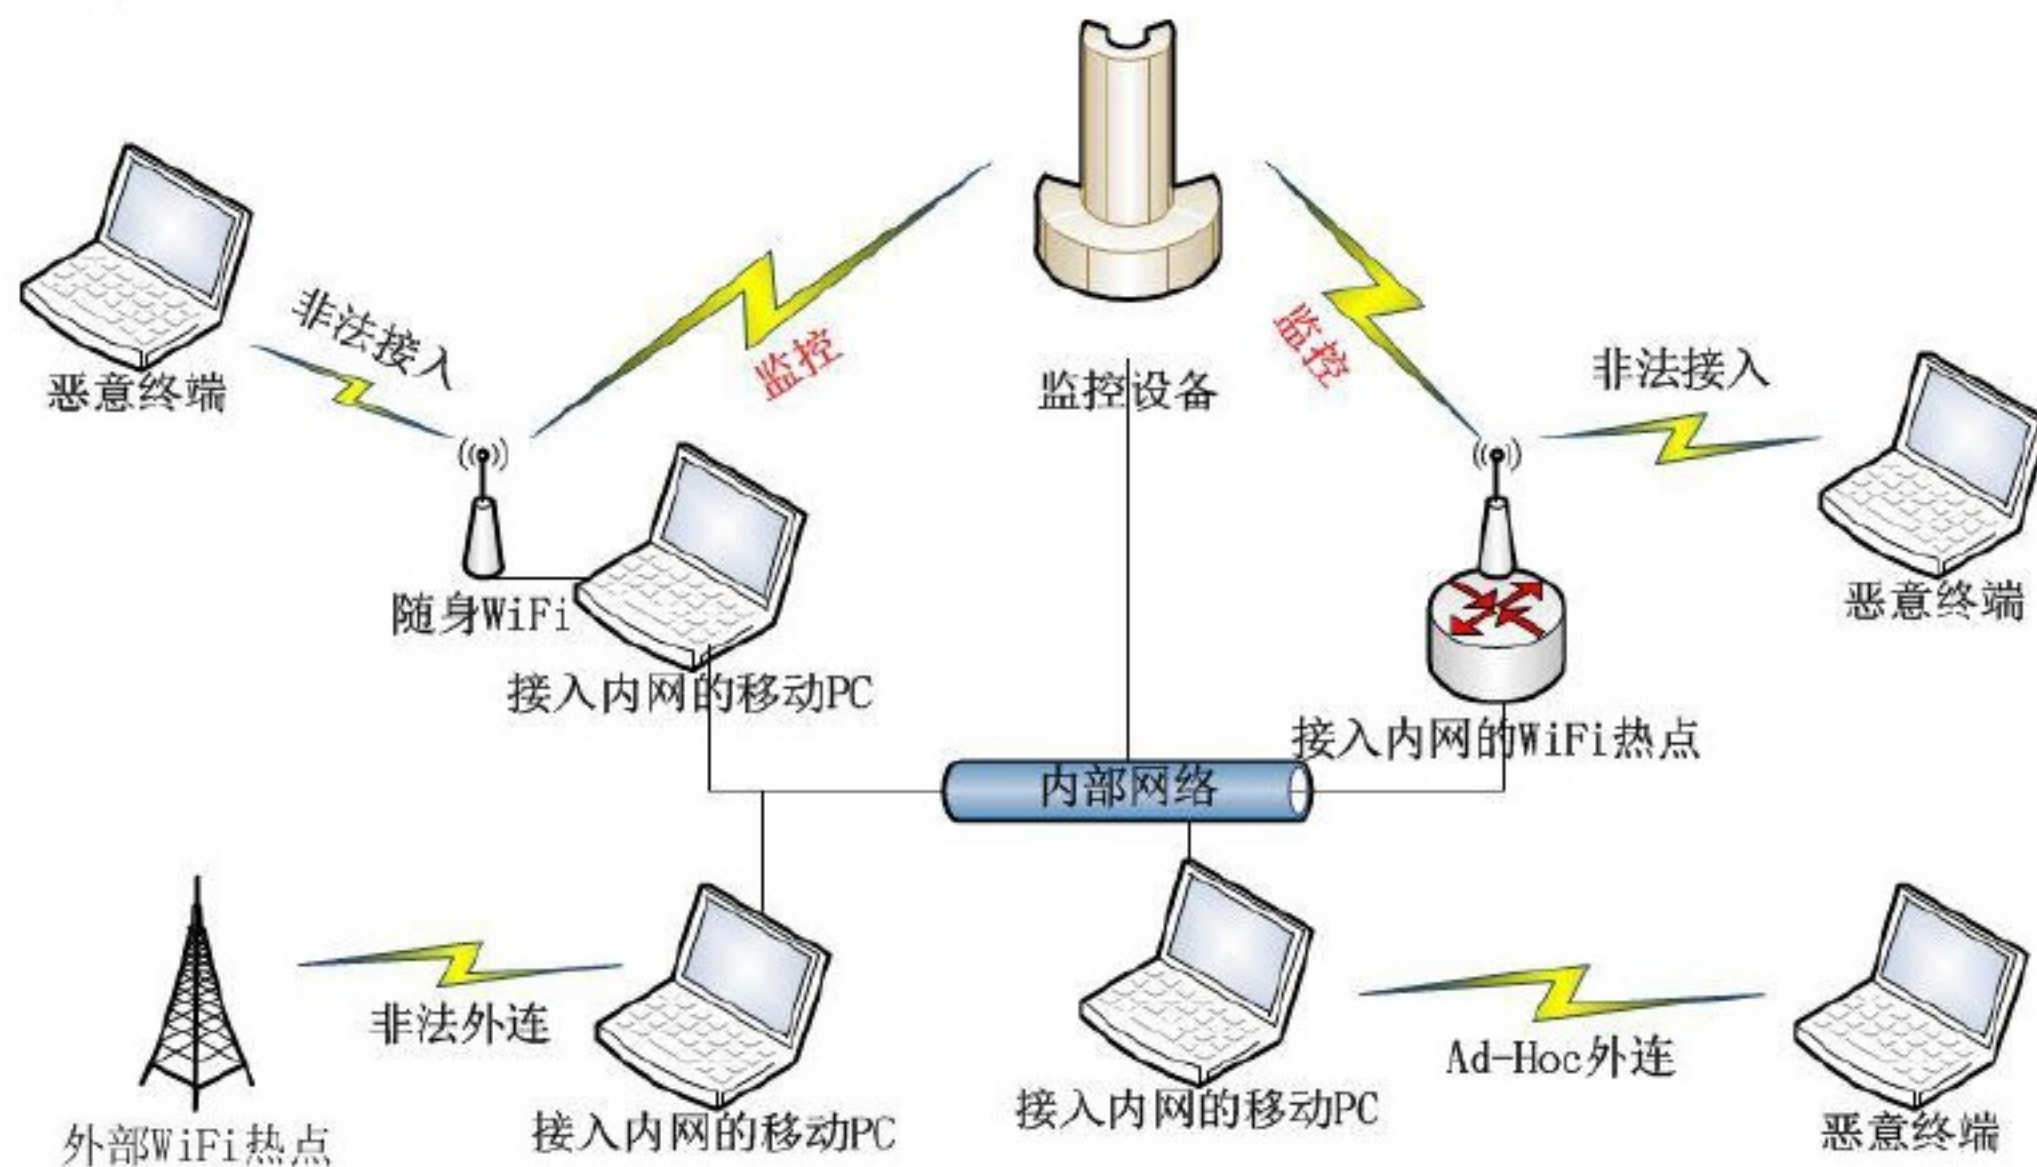 非法接入
恶意终端
监控
监控设备
监控
非法接入
恶意终端
随身WiFi
接入内网的移动PC
接入内网的WiFi热点
内部网络
非法外连
外部WiFi热点
接入内网的移动PC
接入内网的移动PC
Ad-Hoc外连
恶意终端